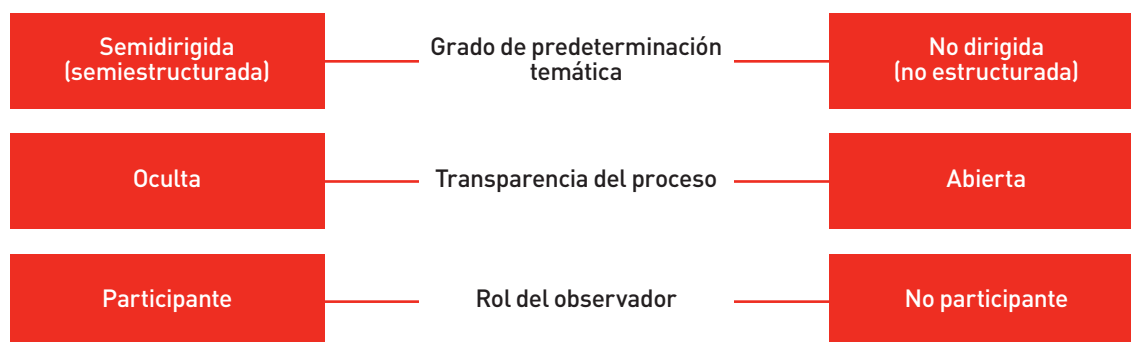 Semidirigida
(semiestructurada)
Grado de predeterminación
temática
No dirigida
(no estructurada)
Oculta
Transparencia del proceso
Abierta
Participante
Rol del observador
No participante